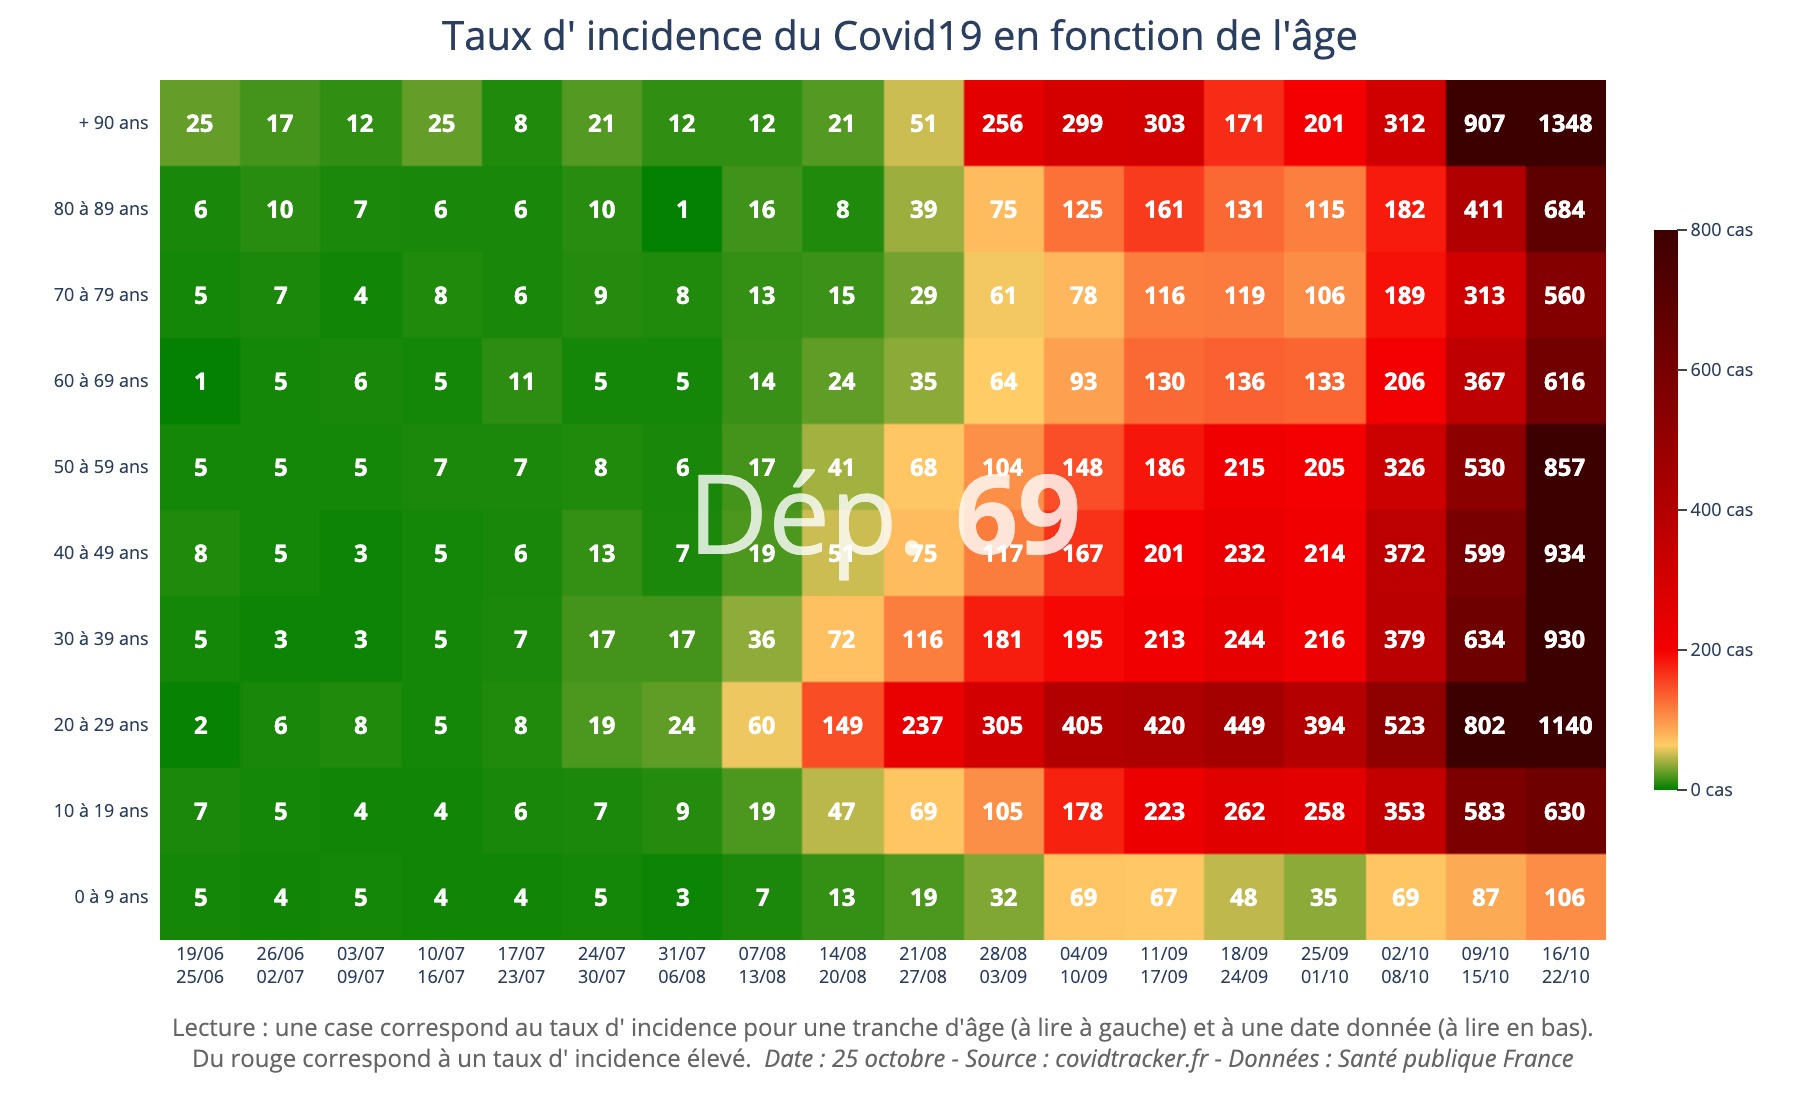 Taux d' incidence du Covid19 en fonction de l'âge
+ 90 ans 25 17 12 25 8 21 12 12 21 51 256 299 303 171 201 312 907 1348
80 à 89 ans 6 10 7 6 6 10 1 16 8 39 75 125 161 131 115 182 411 684
70 à 79 ans 5 7 4 8 6 9 8 13 15 29 61 78 116 119 106 189 313 560
60 à 69 ans 1 5 6 5 11 5 5 14 24 35 64 93 130 136 133 206 367 616
50 à 59 ans 5 5 5 7 7 8 6 17 41 68 104 148 186 215 205 326 530 857
Dép. 69
40 à 49 ans 8 5 3 5 6 13 7 19 51 75 117 167 201 232 214 372 599 934
30 à 39 ans 5 3 3 5 7 17 17 36 72 116 181 195 213 244 216 379 634 930
20 à 29 ans 2 6 8 5 8 19 24 60 149 237 305 405 420 449 394 523 802 1140
10 à 19 ans 7 5 4 4 6 7 9 19 47 69 105 178 223 262 258 353 583 630
0 à 9 ans 5 4 5 4 4 5 3 7 13 19 32 69 67 48 35 69 87 106
19/06 26/06 03/07 10/07 17/07 24/07 31/07 07/08 14/08 21/08 28/08 04/09 11/09 18/09 25/09 02/10 09/10 16/10
25/06 02/07 09/07 16/07 23/07 30/07 06/08 13/08 20/08 27/08 03/09 10/09 17/09 24/09 01/10 08/10 15/10 22/10
800 cas
600 cas
400 cas
200 cas
0 cas
Lecture : une case correspond au taux d' incidence pour une tranche d'âge (à lire à gauche) et à une date donnée (à lire en bas).
Du rouge correspond à un taux d' incidence élevé. Date : 25 octobre - Source : covidtracker.fr - Données : Santé publique France